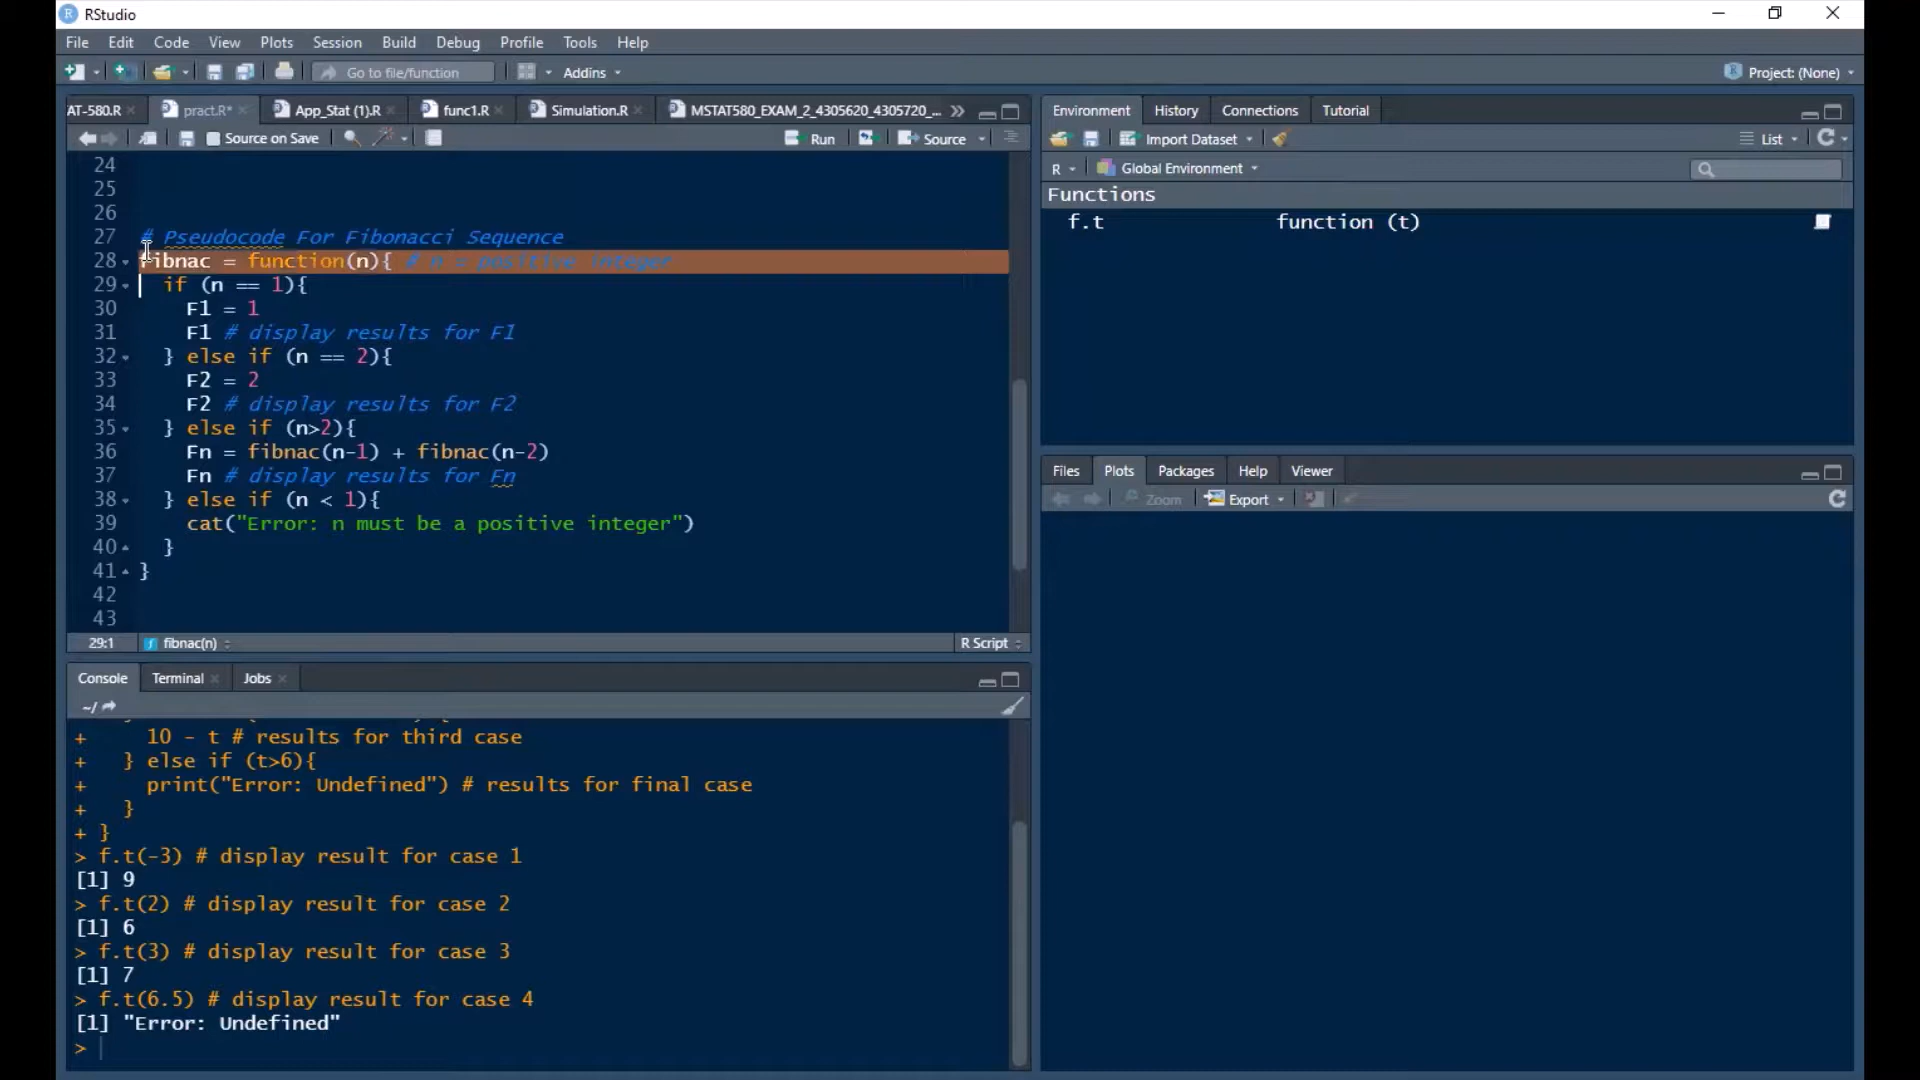 RStudio
File Edit Code View Plots Session Build Debug Profile Tools Help
Go to file/function Addins Project: (None)
AT-580.R pract.R* App_Stat (1).R func1.R Simulation.R MSTAT580_EXAM_2_4305620_4305720_...
Source on Save Run Source
24
25
26
27 # Pseudocode For Fibonacci Sequence
28 fibnac = function(n){ # n = positive integer
29 if (n == 1){
30 F1 = 1
31 F1 # display results for F1
32 } else if (n == 2){
33 F2 = 2
34 F2 # display results for F2
35 } else if (n>2){
36 Fn = fibnac(n-1) + fibnac(n-2)
37 Fn # display results for Fn
38 } else if (n < 1){
39 cat("Error: n must be a positive integer")
40 }
41 }
42
43
29:1 fibnac(n) R Script
Console Terminal Jobs
~/
+ 10 - t # results for third case
+ } else if (t>6){
+ print("Error: Undefined") # results for final case
+ }
+ }
> f.t(-3) # display result for case 1
[1] 9
> f.t(2) # display result for case 2
[1] 6
> f.t(3) # display result for case 3
[1] 7
> f.t(6.5) # display result for case 4
[1] "Error: Undefined"
>
Environment History Connections Tutorial
Import Dataset List
R Global Environment
Functions
f.t function (t)
Files Plots Packages Help Viewer
Zoom Export